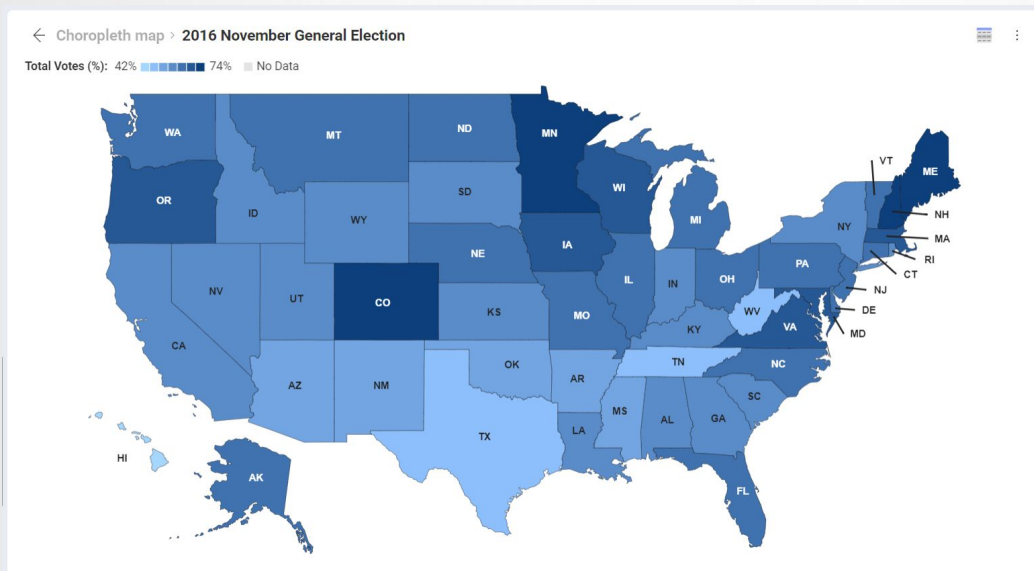 ← Choropleth map > 2016 November General Election
Total Votes (%): 42% 74% No Data
WA
MT
ND
MN
VT
ME
OR
ID
WY
SD
WI
MI
NH
NY
MA
RI
CT
IA
NE
PA
NJ
NV
UT
CO
KS
MO
IL
IN
OH
WV
VA
DE
MD
CA
KY
AZ
NM
OK
AR
TN
NC
SC
TX
LA
MS
AL
GA
HI
AK
FL